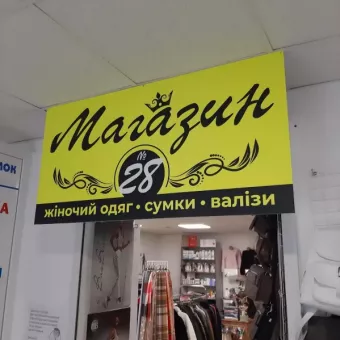 Магазин
№
28
жіночий одяг • сумки • валізи